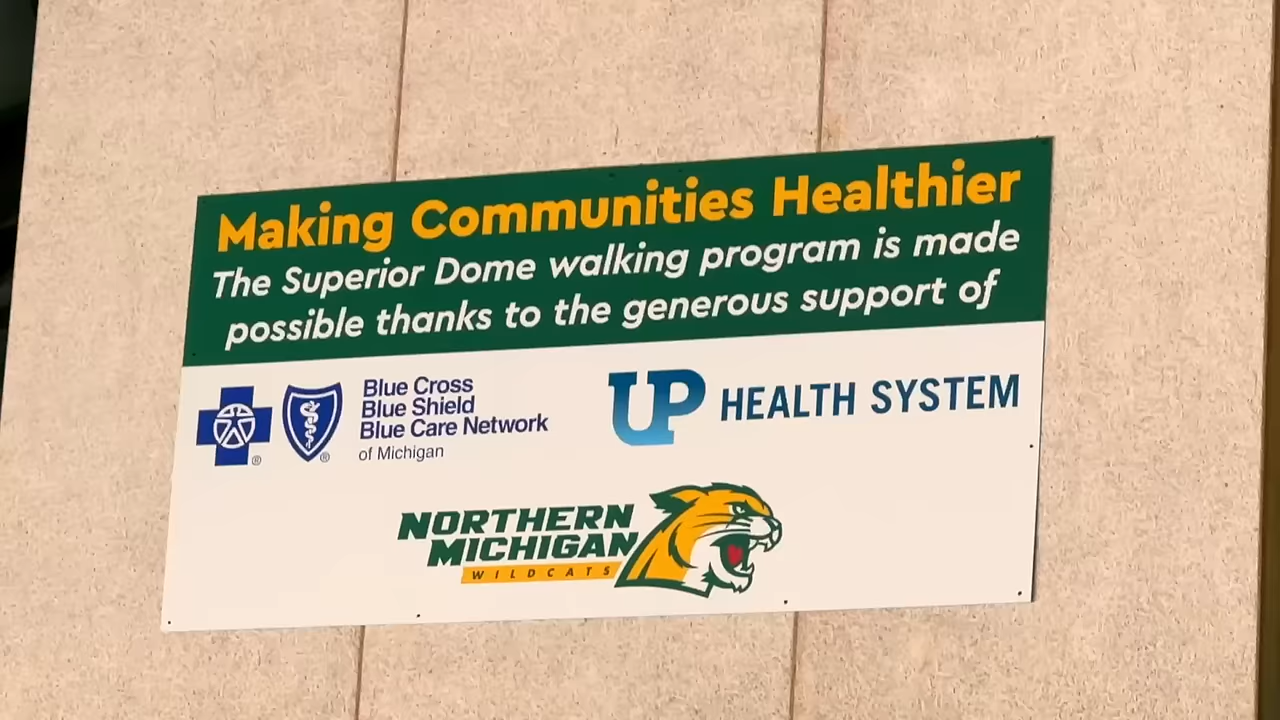 Making Communities Healthier
The Superior Dome walking program is made
possible thanks to the generous support of
Blue Cross
Blue Shield
Blue Care Network
of Michigan
UP HEALTH SYSTEM
NORTHERN
MICHIGAN
WILDCATS